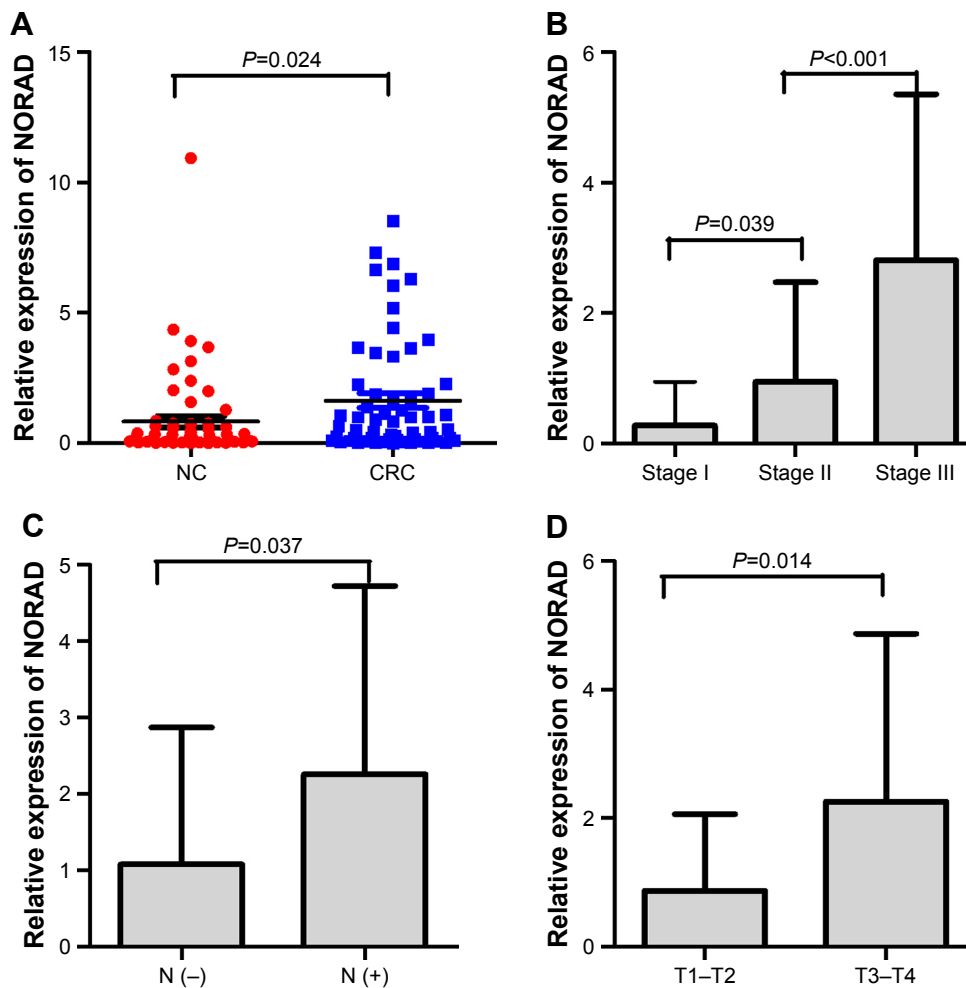 A
Relative expression of NORAD
15
10
5
0
P=0.024
NC
CRC
B
Relative expression of NORAD
6
4
2
0
P=0.039
P<0.001
Stage I
Stage II
Stage III
C
Relative expression of NORAD
5
4
3
2
1
0
P=0.037
N (–)
N (+)
D
Relative expression of NORAD
6
4
2
0
P=0.014
T1–T2
T3–T4